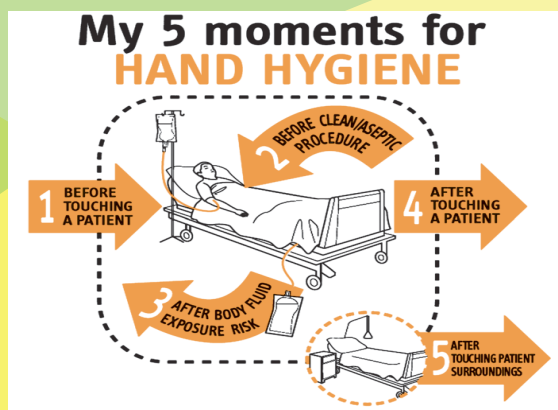 My 5 moments for
HAND HYGIENE
1 BEFORE
TOUCHING
A PATIENT
2 BEFORE CLEAN/ASEPTIC
PROCEDURE
3 AFTER BODY FLUID
EXPOSURE RISK
4 AFTER
TOUCHING
A PATIENT
5 AFTER
TOUCHING PATIENT
SURROUNDINGS